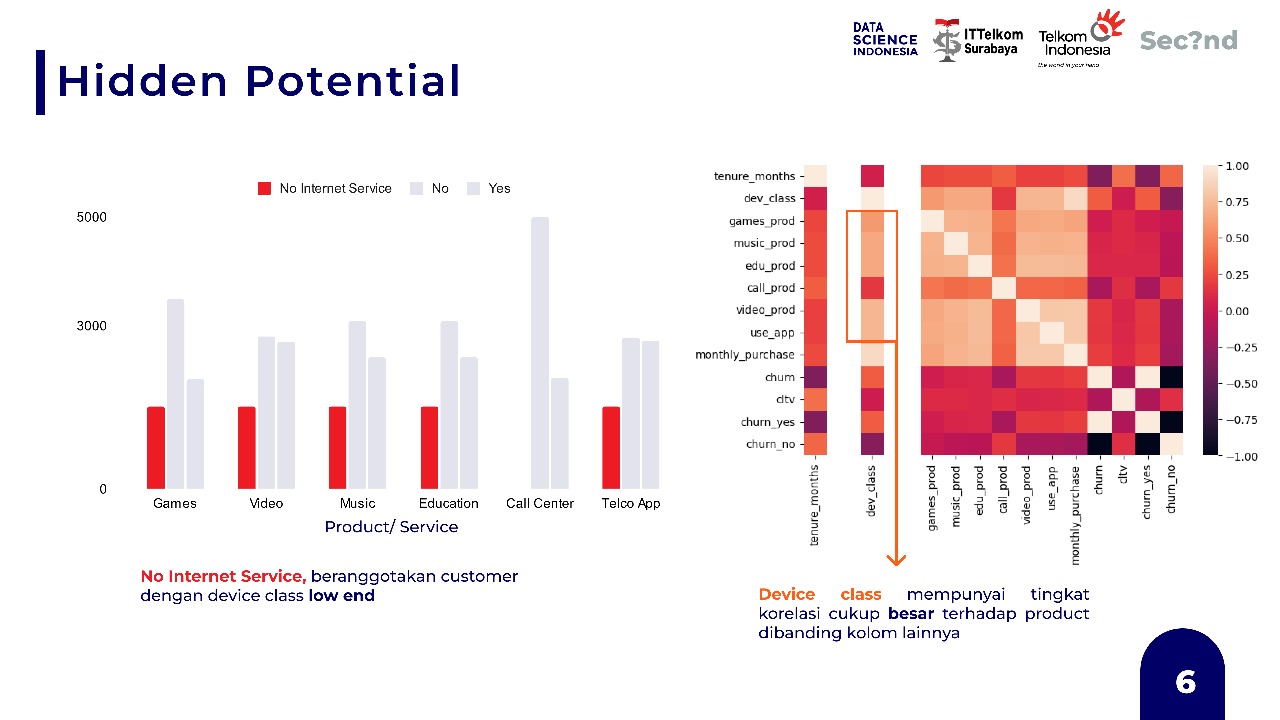 DATA
SCIENCE
INDONESIA
ITTelkom
Surabaya
Telkom
Indonesia
the world in your hand
Sec?nd
Hidden Potential
No Internet Service
No
Yes
5000
3000
0
Games
Video
Music
Education
Call Center
Telco App
Product/ Service
No Internet Service, beranggotakan customer
dengan device class low end
tenure_months
dev_class
games_prod
music_prod
edu_prod
call_prod
video_prod
use_app
monthly_purchase
churn
cltv
churn_yes
churn_no
tenure_months
dev_class
games_prod
music_prod
edu_prod
call_prod
video_prod
use_app
monthly_purchase
churn
cltv
churn_yes
churn_no
1.00
0.75
0.50
0.25
0.00
−0.25
−0.50
−0.75
−1.00
Device class mempunyai tingkat
korelasi cukup besar terhadap product
dibanding kolom lainnya
6